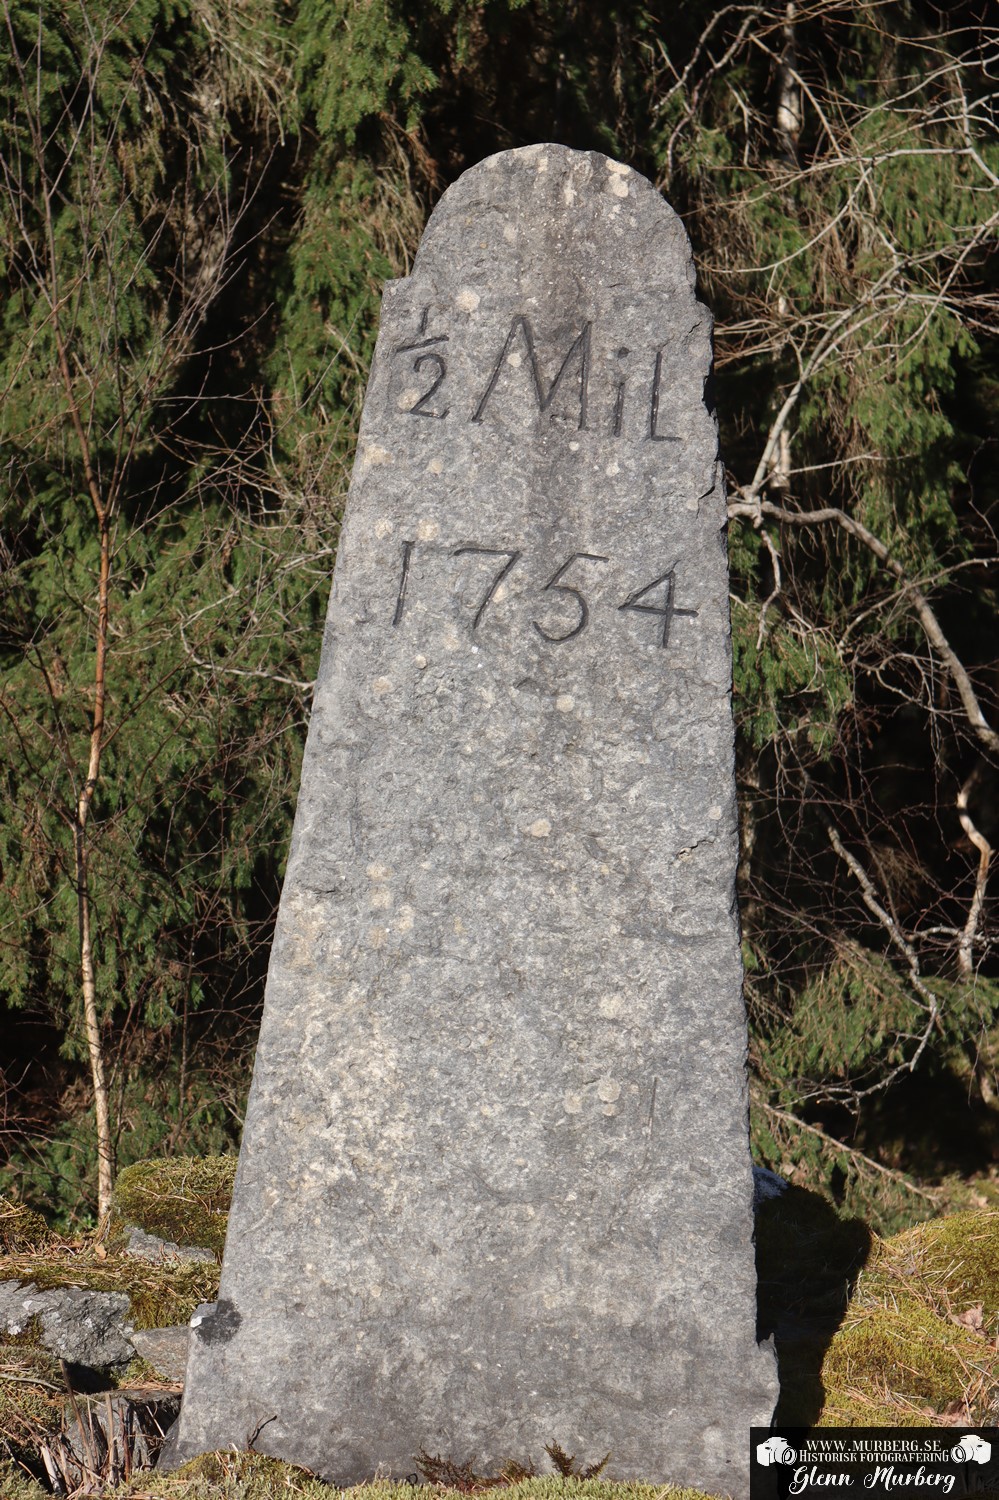 ½ MiL
1754
WWW.MURBERG.SE
HISTORISK FOTOGRAFERING
Glenn Murberg